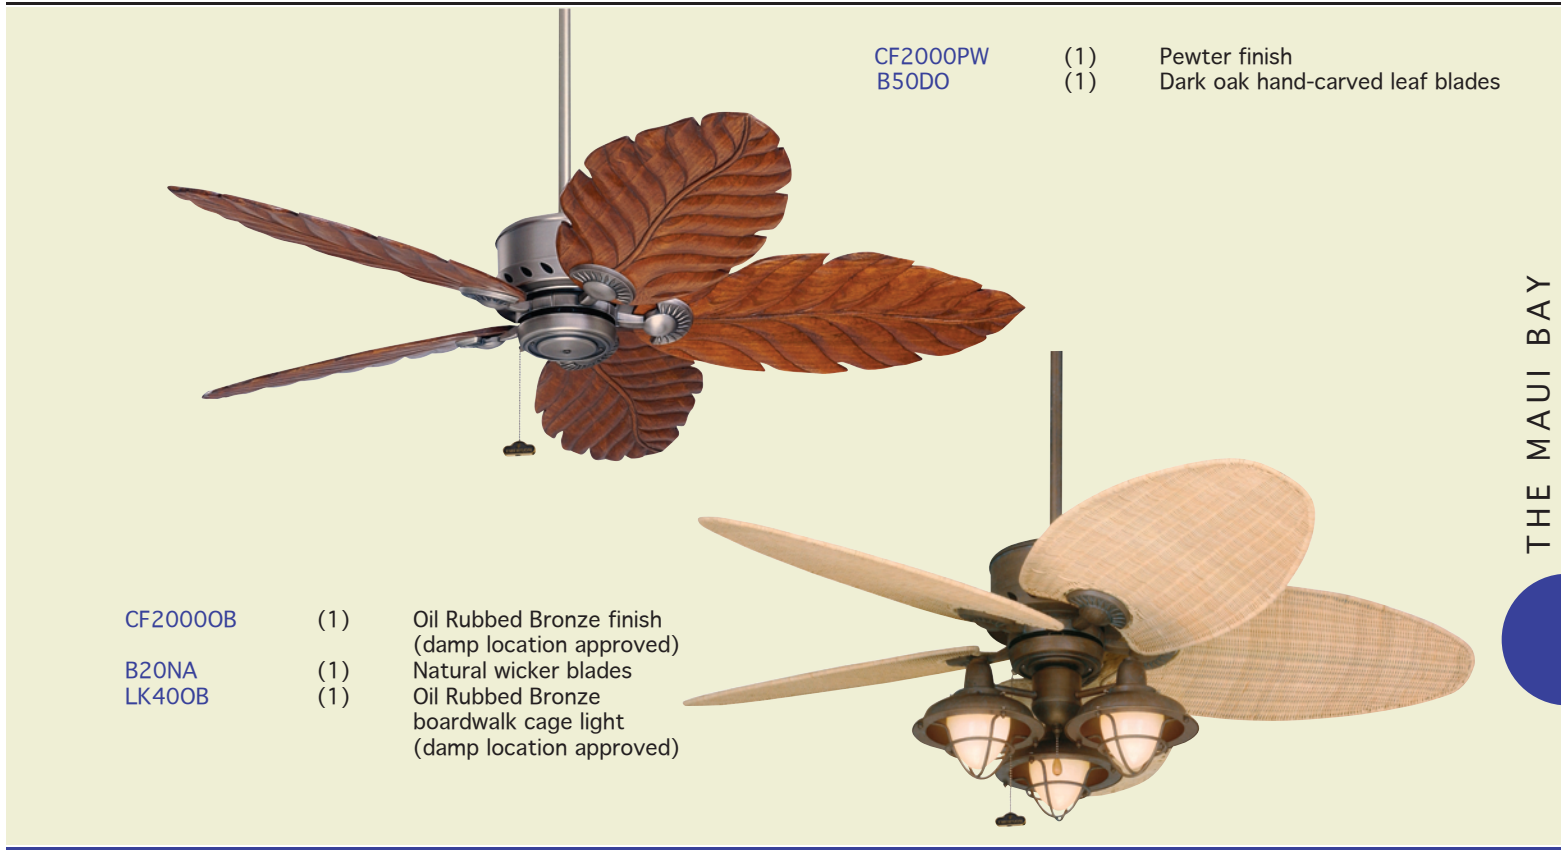 CF2000PW (1) Pewter finish
B50DO (1) Dark oak hand-carved leaf blades
THE MAUI BAY
CF2000OB (1) Oil Rubbed Bronze finish
(damp location approved)
B20NA (1) Natural wicker blades
LK40OB (1) Oil Rubbed Bronze
boardwalk cage light
(damp location approved)